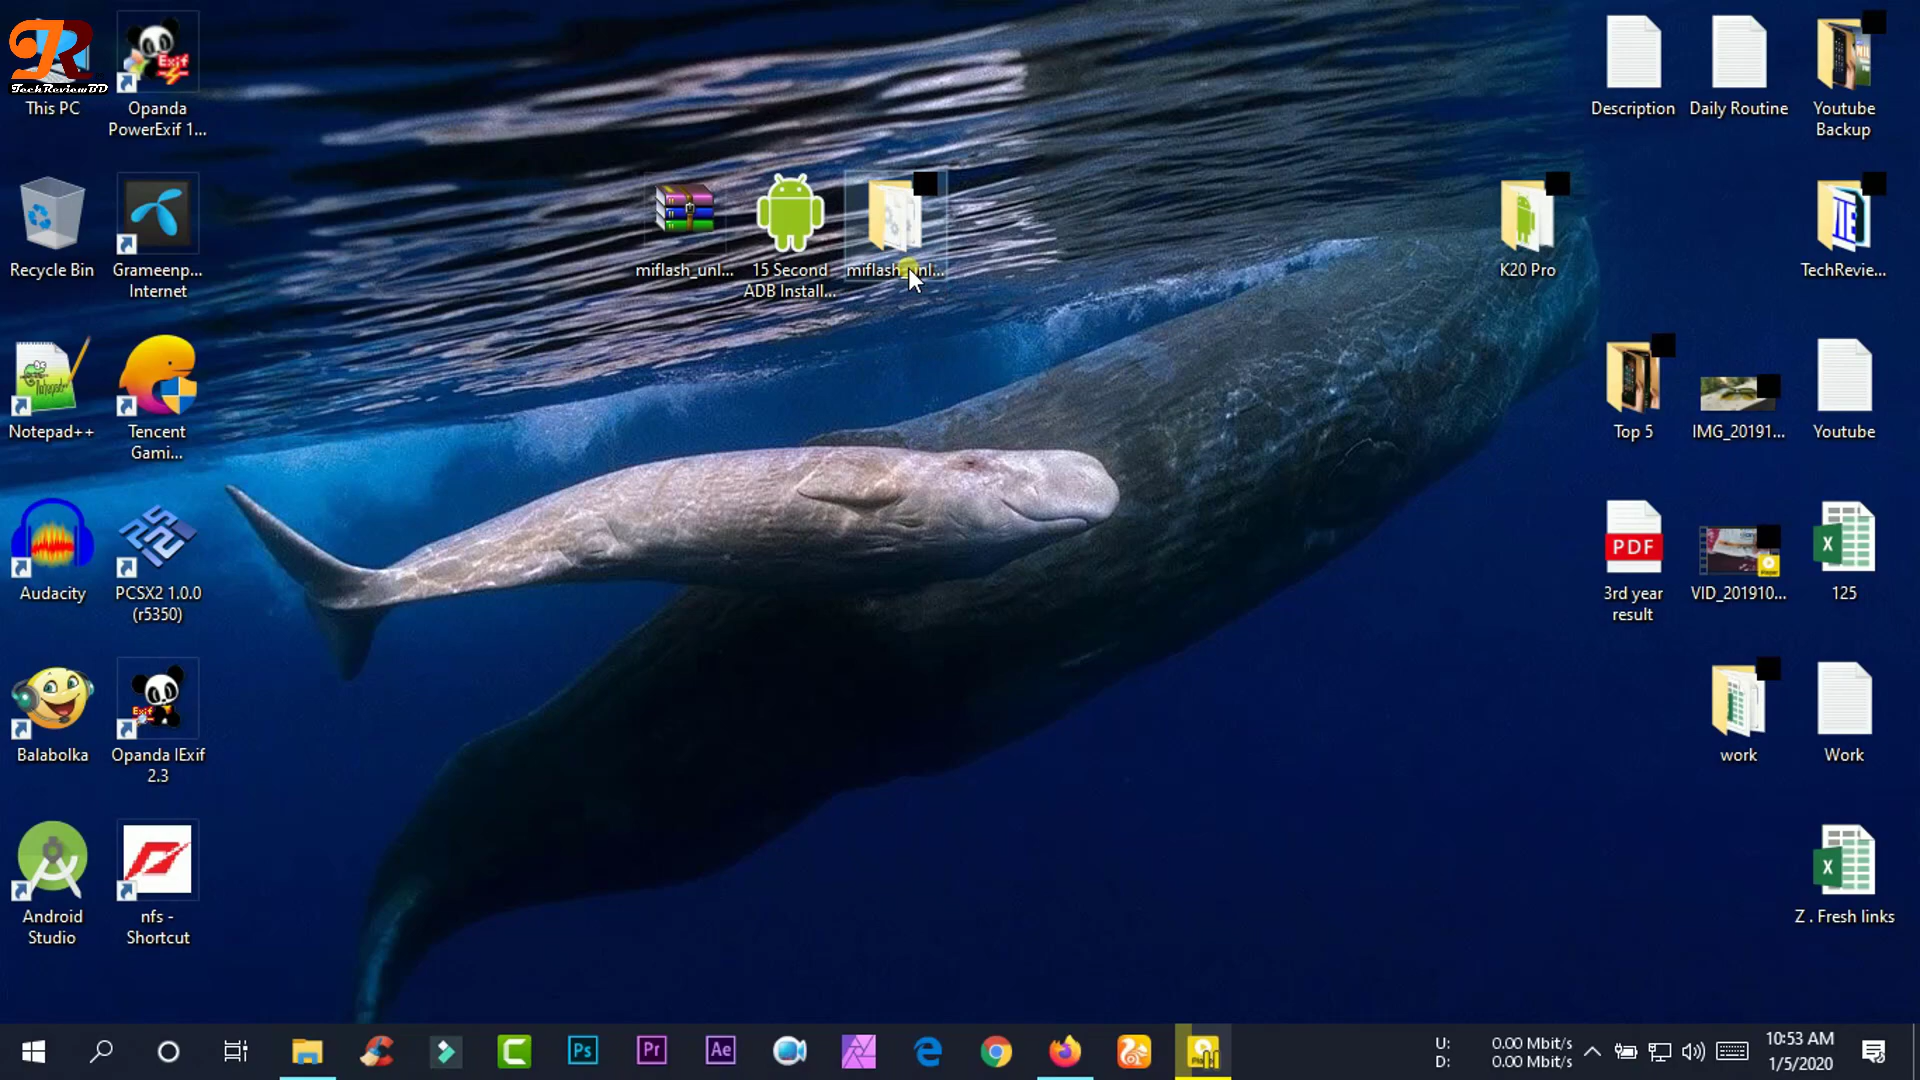 TechReviewBD
This PC
Opanda
PowerExif 1...
Exif
Recycle Bin
Grameenp...
Internet
Notepad++
Tencent
Gami...
Audacity
PCSX2 1.0.0
(r5350)
Balabolka
Opanda IExif
2.3
Exif
Android
Studio
nfs -
Shortcut
miflash_unl...
15 Second
ADB Install...
miflash_unl...
K20 Pro
Description
Daily Routine
Youtube
Backup
TechRevie...
Top 5
IMG_20191...
Youtube
PDF
3rd year
result
VID_201910...
125
work
Work
Z . Fresh links
Ps
Pr
Ae
U: 0.00 Mbit/s
D: 0.00 Mbit/s
10:53 AM
1/5/2020